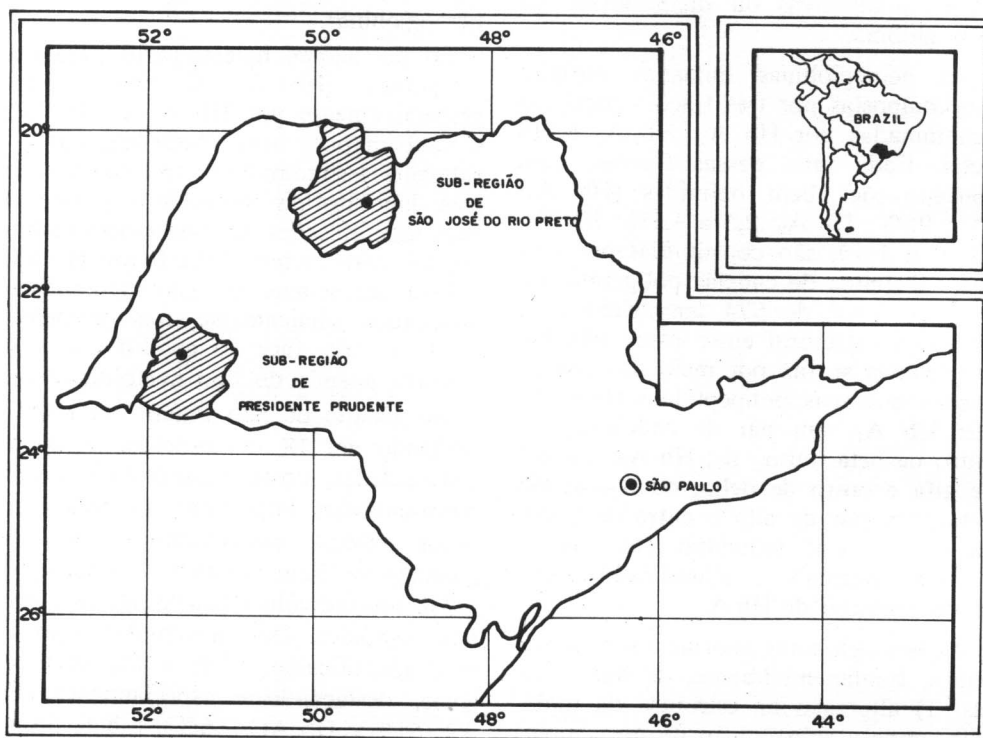 52° 50° 48° 46°
BRAZIL
20°
SUB-REGIÃO
DE
SÃO JOSÉ DO RIO PRETO
22°
SUB-REGIÃO
DE
PRESIDENTE PRUDENTE
24°
SÃO PAULO
26°
52° 50° 48° 46° 44°